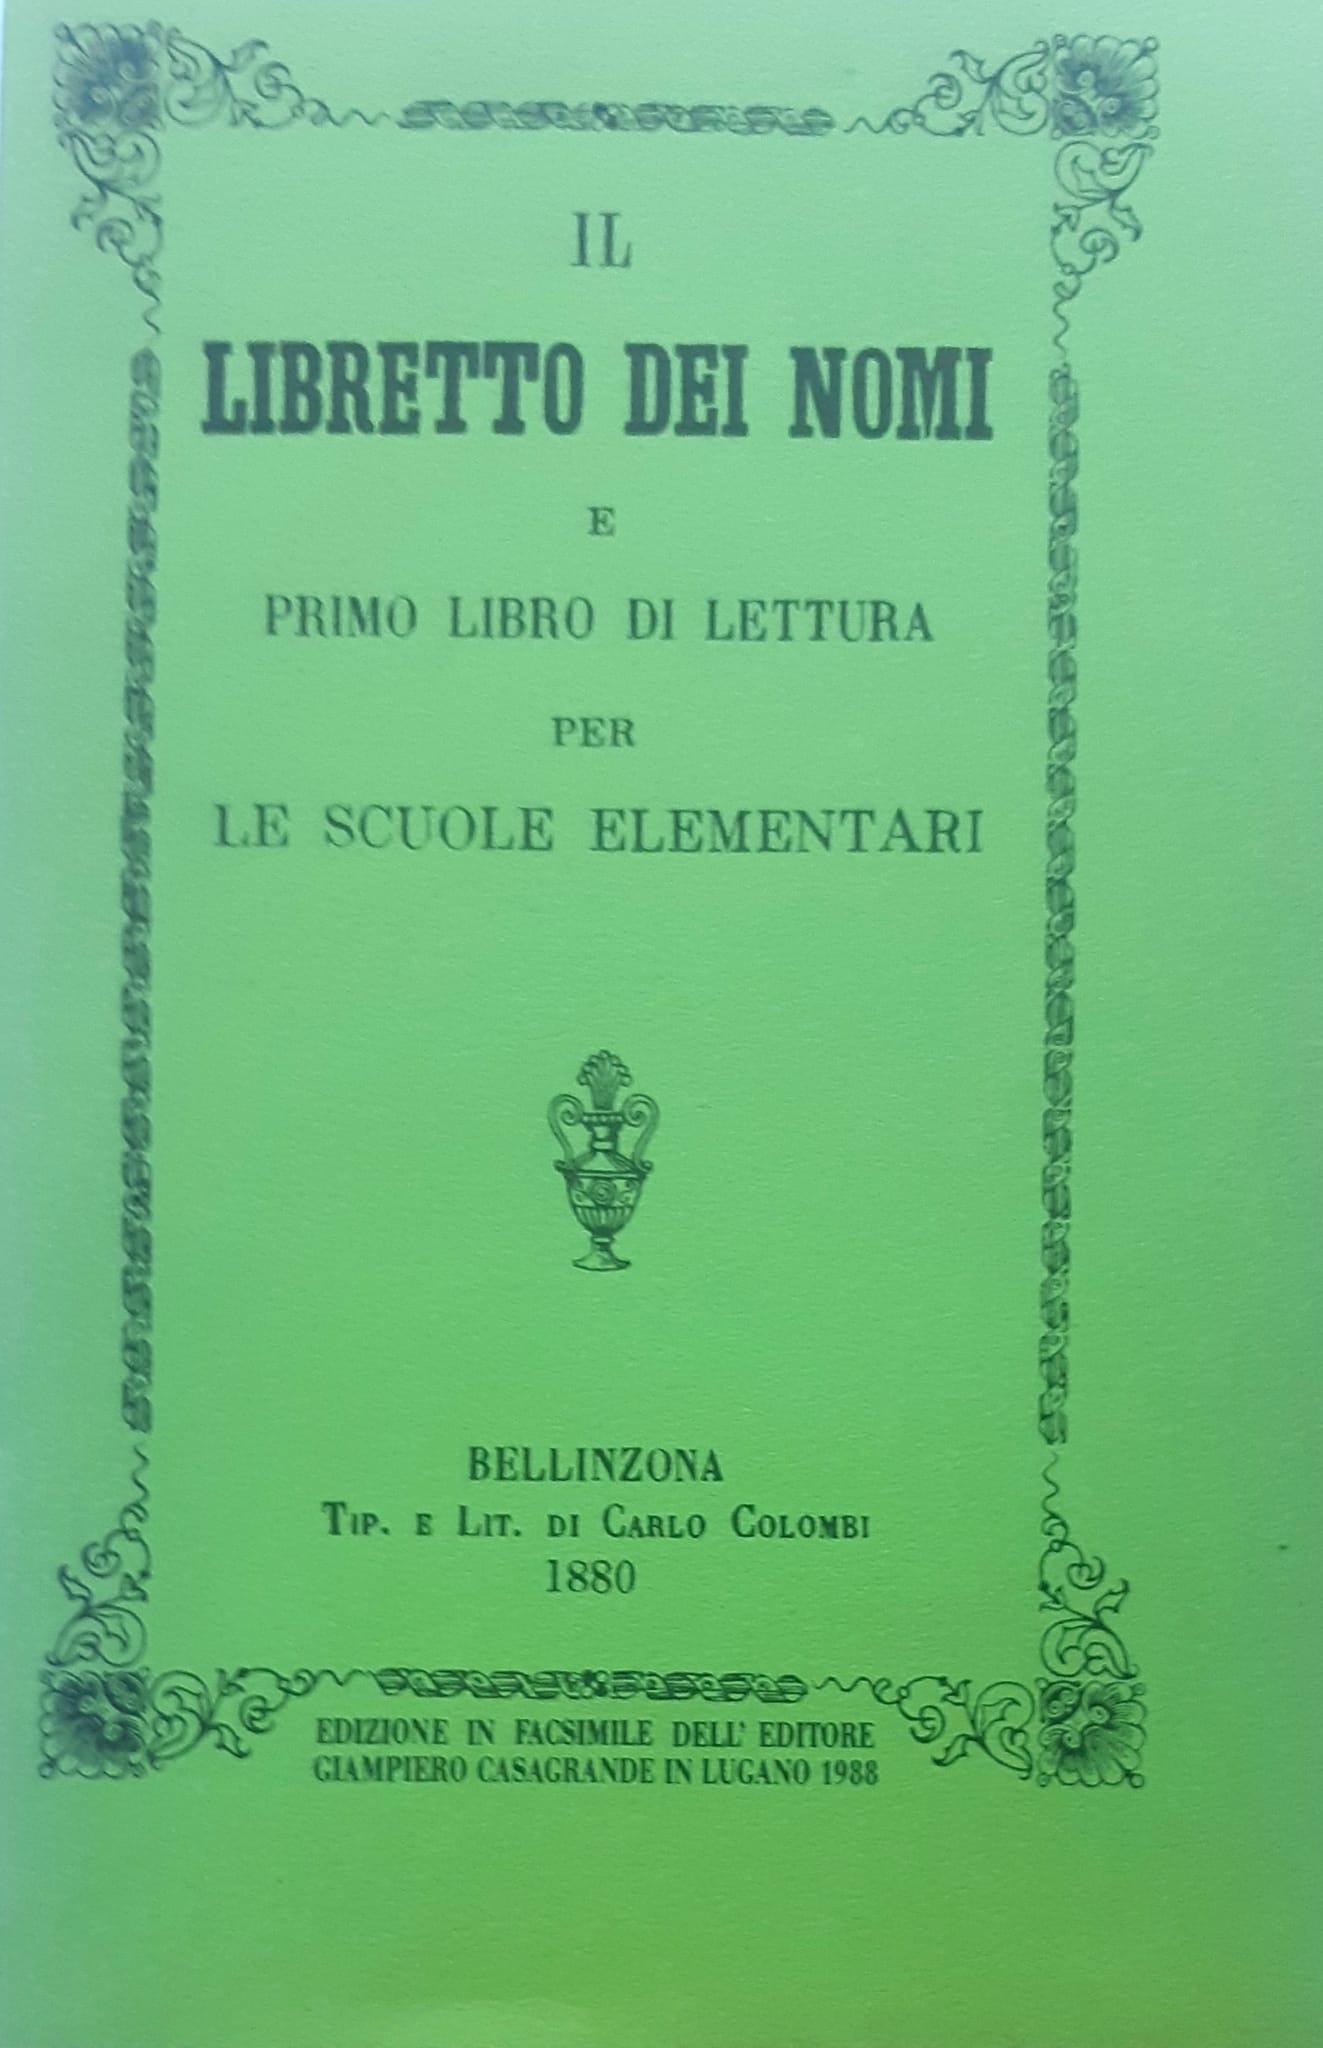 IL
LIBRETTO DEI NOMI
E
PRIMO LIBRO DI LETTURA
PER
LE SCUOLE ELEMENTARI
BELLINZONA
TIP. E LIT. DI CARLO COLOMBI
1880
EDIZIONE IN FACSIMILE DELL' EDITORE
GIAMPIERO CASAGRANDE IN LUGANO 1988